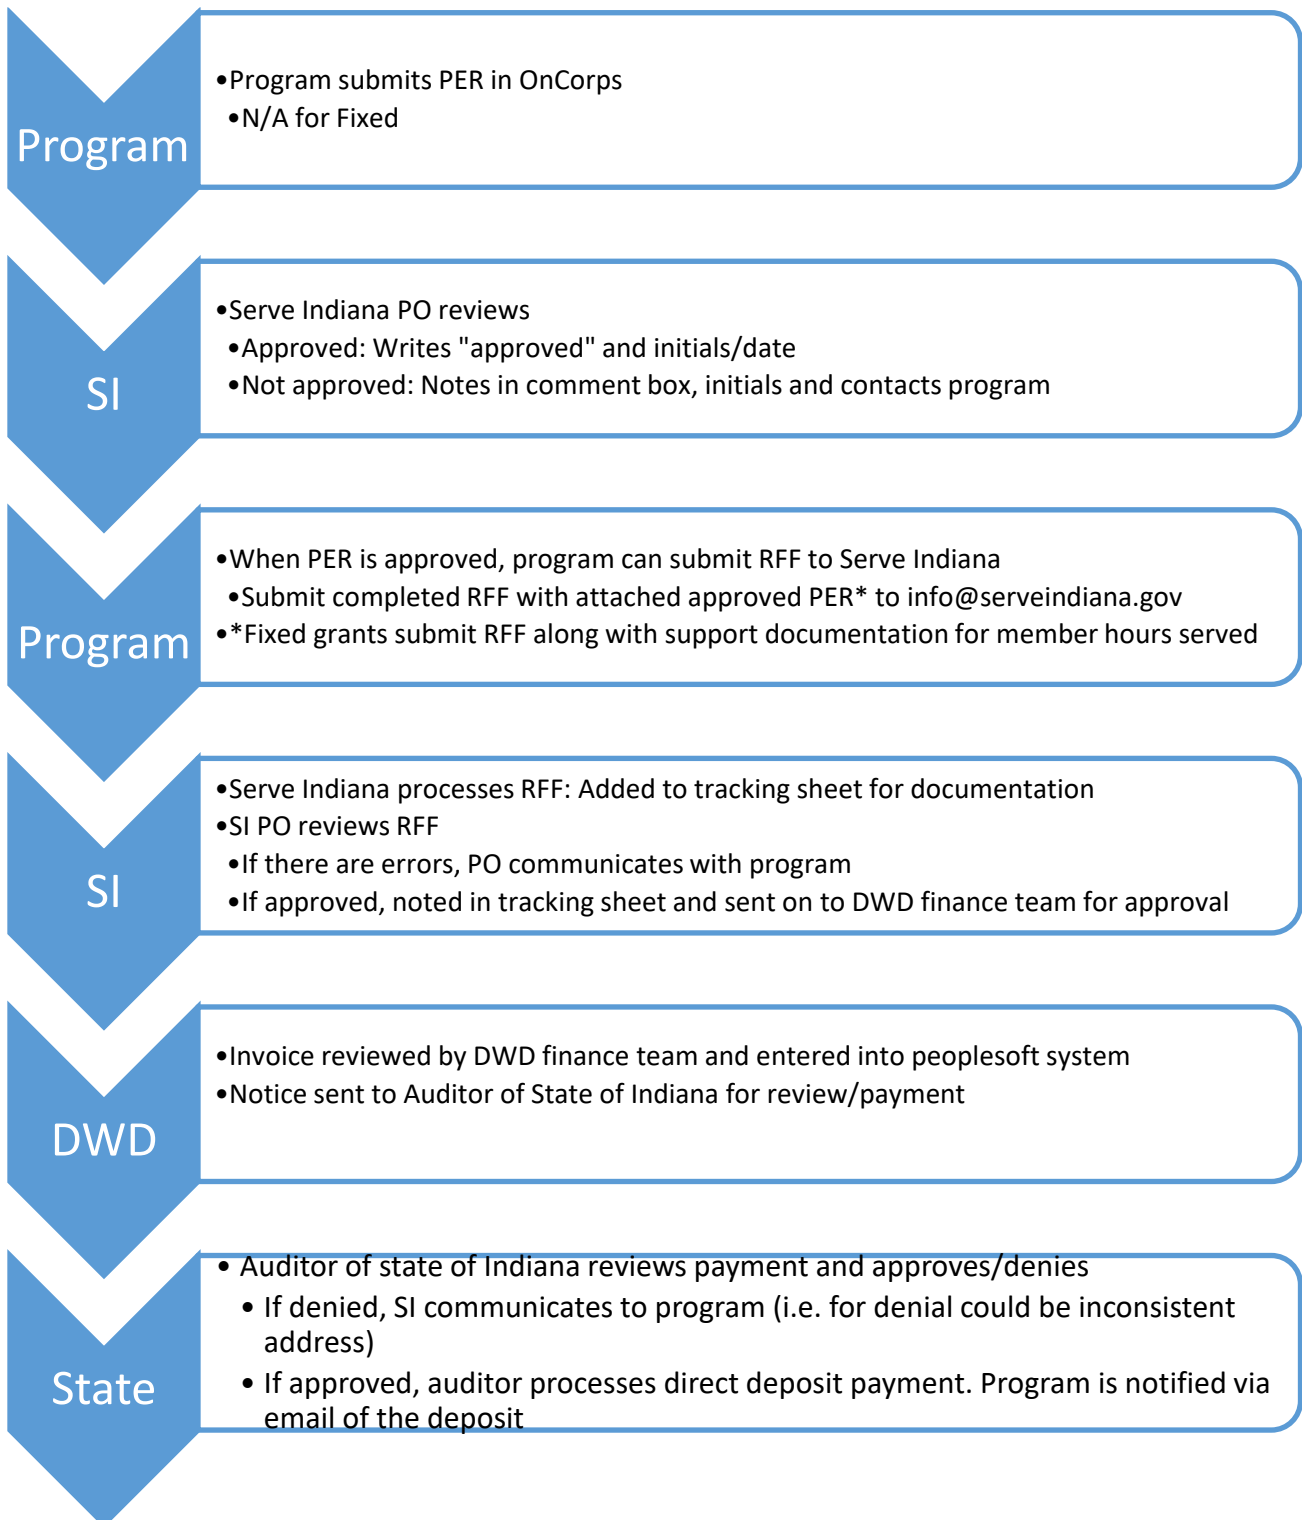 Program
•Program submits PER in OnCorps
•N/A for Fixed
SI
•Serve Indiana PO reviews
•Approved: Writes "approved" and initials/date
•Not approved: Notes in comment box, initials and contacts program
Program
•When PER is approved, program can submit RFF to Serve Indiana
•Submit completed RFF with attached approved PER* to info@serveindiana.gov
•*Fixed grants submit RFF along with support documentation for member hours served
SI
•Serve Indiana processes RFF: Added to tracking sheet for documentation
•SI PO reviews RFF
•If there are errors, PO communicates with program
•If approved, noted in tracking sheet and sent on to DWD finance team for approval
DWD
•Invoice reviewed by DWD finance team and entered into peoplesoft system
•Notice sent to Auditor of State of Indiana for review/payment
State
• Auditor of state of Indiana reviews payment and approves/denies
• If denied, SI communicates to program (i.e. for denial could be inconsistent
address)
• If approved, auditor processes direct deposit payment. Program is notified via
email of the deposit